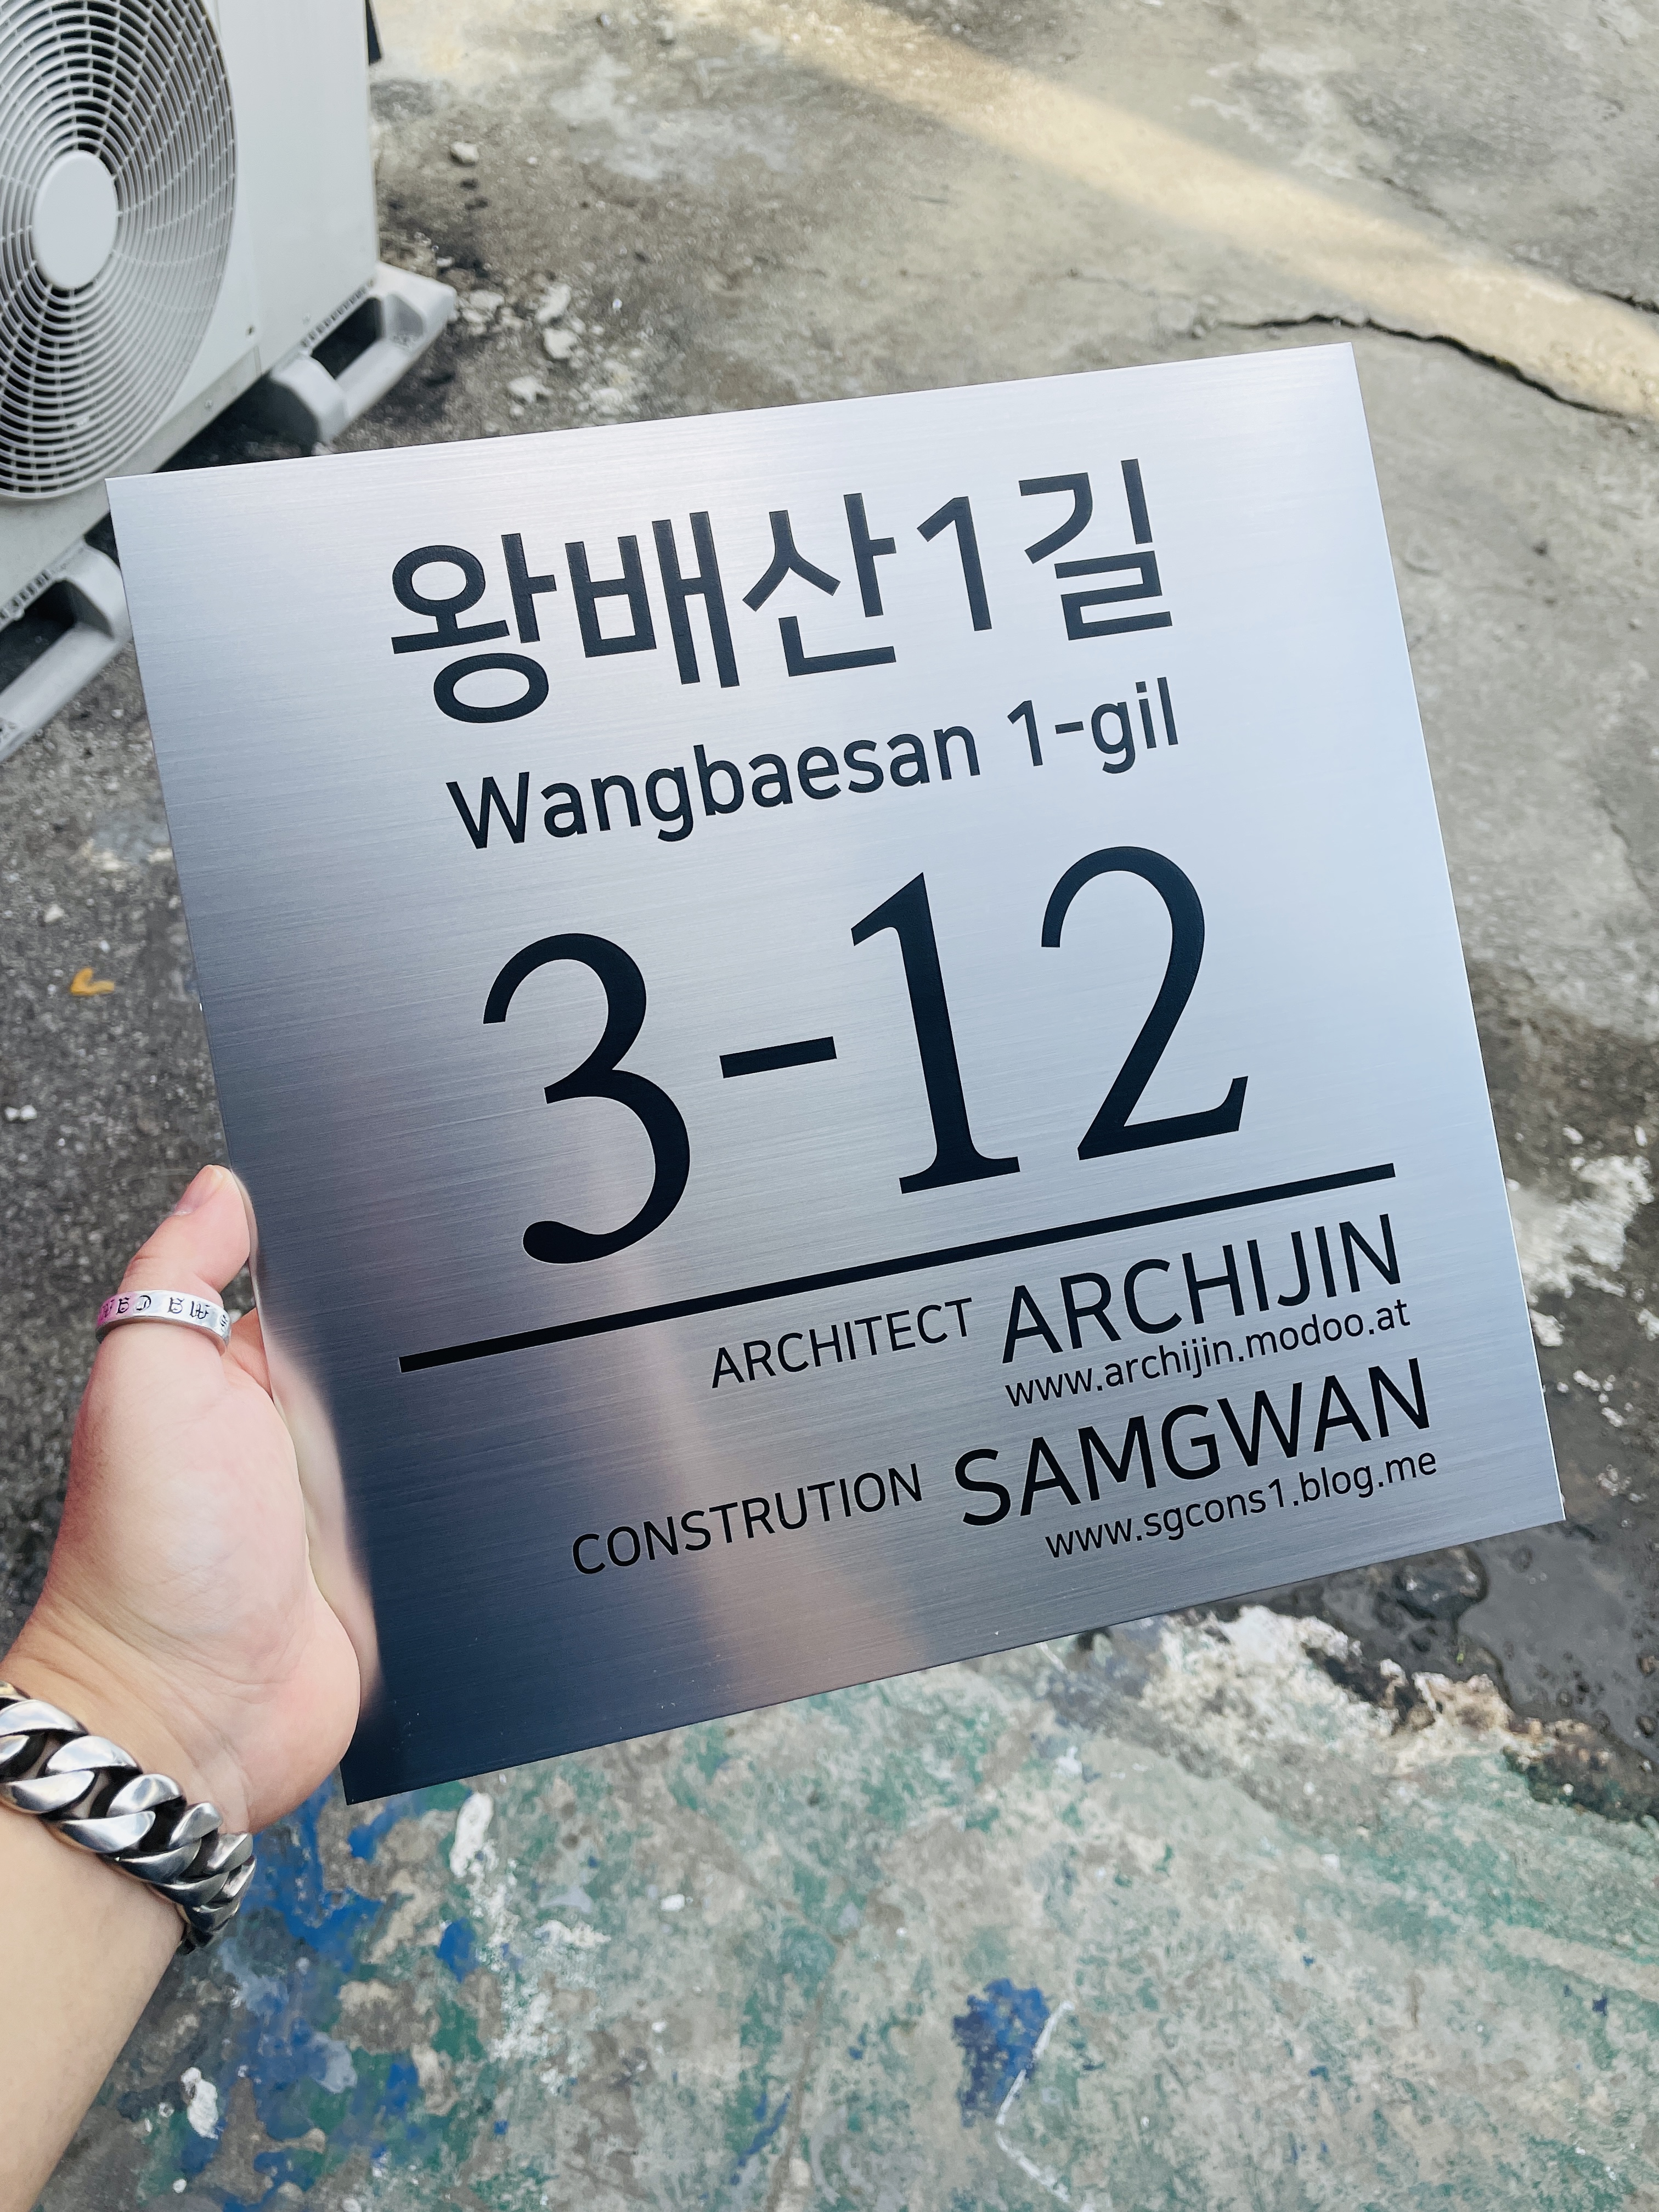 왕배산1길
Wangbaesan 1-gil
3-12
ARCHITECT ARCHIJIN
www.archijin.modoo.at
CONSTRUTION SAMGWAN
www.sgcons1.blog.me